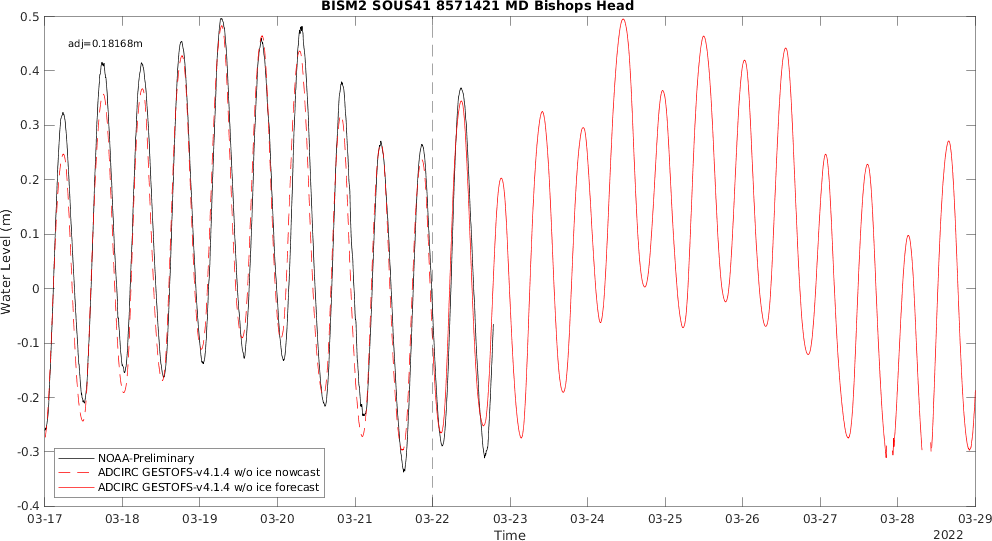 BISM2 SOUS41 8571421 MD Bishops Head
adj=0.18168m
0.5
0.4
0.3
0.2
0.1
0
-0.1
-0.2
-0.3
-0.4
Water Level (m)
NOAA-Preliminary
ADCIRC GESTOFS-v4.1.4 w/o ice nowcast
ADCIRC GESTOFS-v4.1.4 w/o ice forecast
03-17 03-18 03-19 03-20 03-21 03-22 03-23 03-24 03-25 03-26 03-27 03-28 03-29
Time
2022